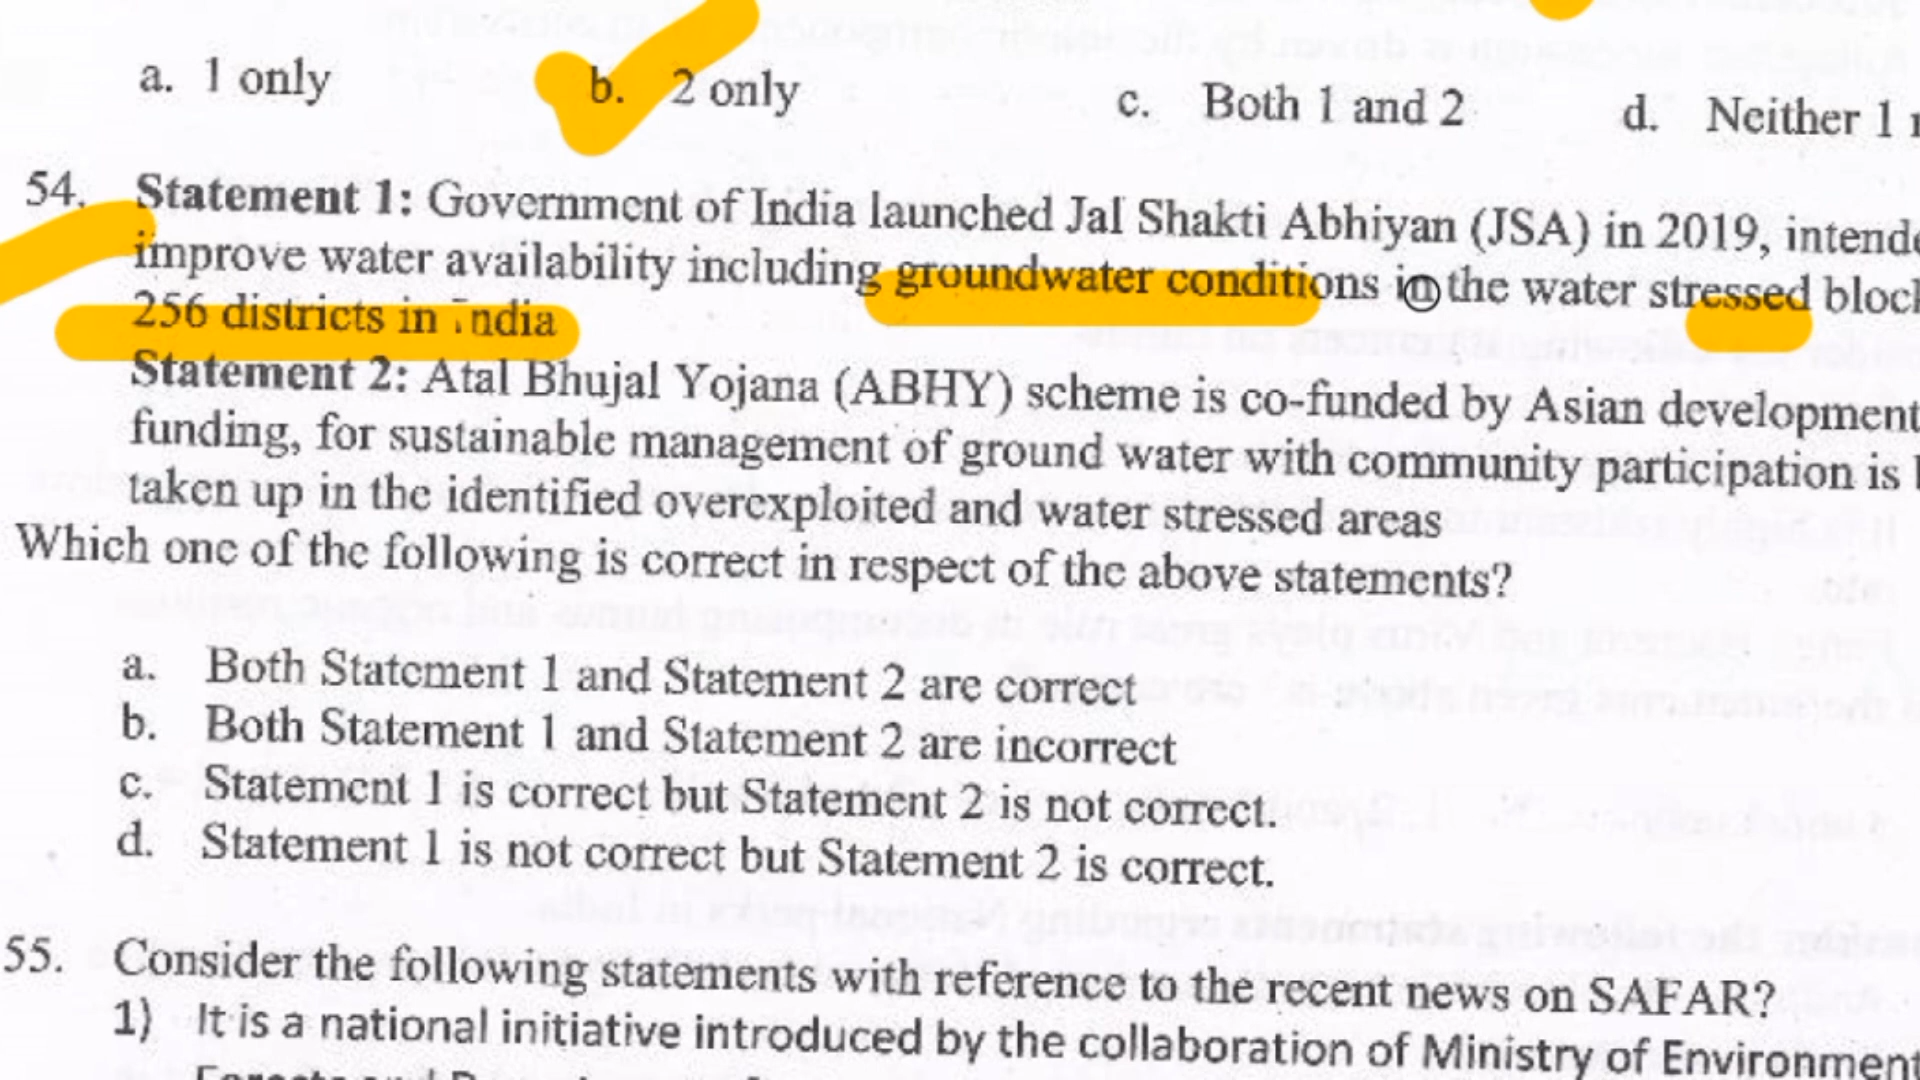 a. 1 only b. 2 only c. Both 1 and 2 d. Neither 1
54. Statement 1: Government of India launched Jal Shakti Abhiyan (JSA) in 2019, intende
improve water availability including groundwater conditions in the water stressed bloc
256 districts in India
Statement 2: Atal Bhujal Yojana (ABHY) scheme is co-funded by Asian development
funding, for sustainable management of ground water with community participation is
taken up in the identified overexploited and water stressed areas
Which one of the following is correct in respect of the above statements?
a. Both Statement 1 and Statement 2 are correct
b. Both Statement 1 and Statement 2 are incorrect
c. Statement 1 is correct but Statement 2 is not correct.
d. Statement 1 is not correct but Statement 2 is correct.
55. Consider the following statements with reference to the recent news on SAFAR?
1) It is a national initiative introduced by the collaboration of Ministry of Environment